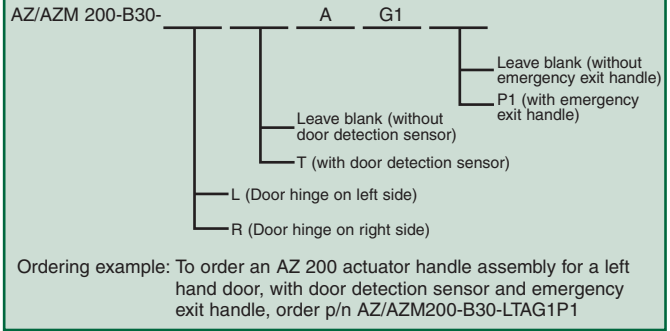 AZ/AZM 200-B30- A G1
Leave blank (without
emergency exit handle)
P1 (with emergency
exit handle)
Leave blank (without
door detection sensor)
T (with door detection sensor)
L (Door hinge on left side)
R (Door hinge on right side)
Ordering example: To order an AZ 200 actuator handle assembly for a left
hand door, with door detection sensor and emergency
exit handle, order p/n AZ/AZM200-B30-LTAG1P1